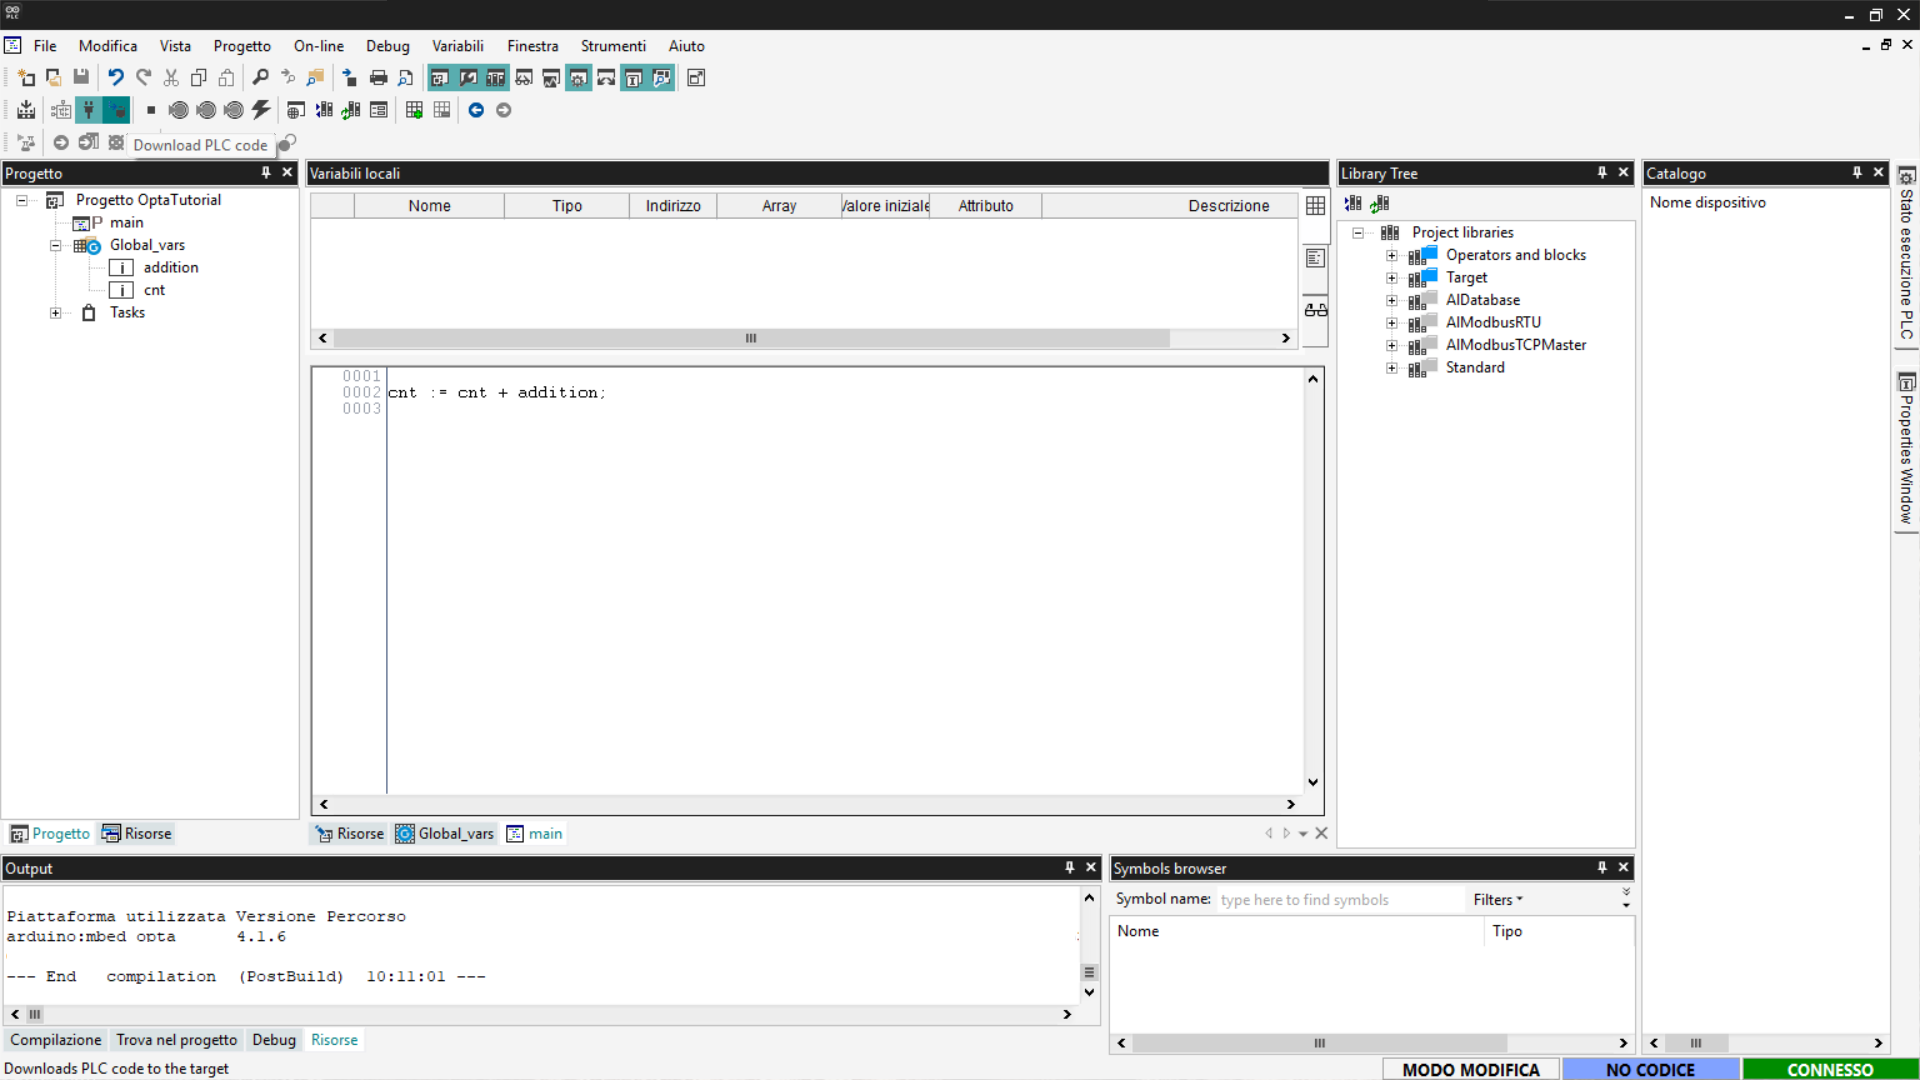 PLC
File Modifica Vista Progetto On-line Debug Variabili Finestra Strumenti Aiuto
Download PLC code
Progetto
Progetto OptaTutorial
P main
Global_vars
addition
cnt
Tasks
Progetto Risorse
Variabili locali
Nome Tipo Indirizzo Array Valore iniziale Attributo Descrizione
0001
0002 cnt := cnt + addition;
0003
Risorse Global_vars main
Library Tree
Project libraries
Operators and blocks
Target
AlDatabase
AlModbusRTU
AlModbusTCPMaster
Standard
Catalogo
Nome dispositivo
Stato esecuzione PLC
Properties Window
Output
Piattaforma utilizzata Versione Percorso
arduino:mbed_opta 4.1.6
--- End compilation (PostBuild) 10:11:01 ---
Compilazione Trova nel progetto Debug Risorse
Symbols browser
Symbol name: type here to find symbols Filters
Nome Tipo
Downloads PLC code to the target
MODO MODIFICA NO CODICE CONNESSO